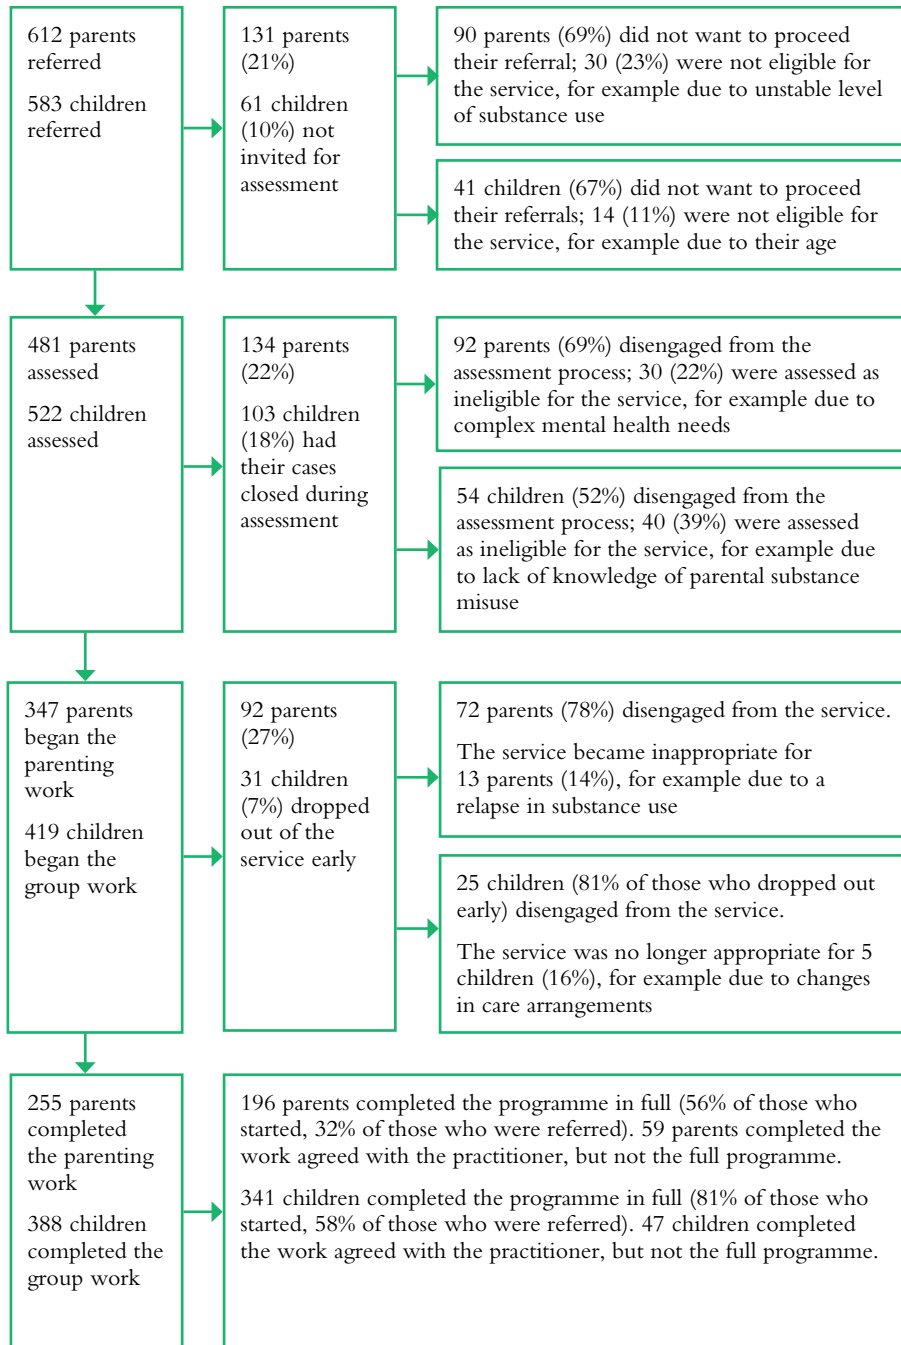 612 parents
referred
583 children
referred
131 parents
(21%)
61 children
(10%) not
invited for
assessment
90 parents (69%) did not want to proceed
their referral; 30 (23%) were not eligible for
the service, for example due to unstable level
of substance use
41 children (67%) did not want to proceed
their referrals; 14 (11%) were not eligible for
the service, for example due to their age
481 parents
assessed
522 children
assessed
134 parents
(22%)
103 children
(18%) had
their cases
closed during
assessment
92 parents (69%) disengaged from the
assessment process; 30 (22%) were assessed as
ineligible for the service, for example due to
complex mental health needs
54 children (52%) disengaged from the
assessment process; 40 (39%) were assessed
as ineligible for the service, for example due
to lack of knowledge of parental substance
misuse
347 parents
began the
parenting
work
419 children
began the
group work
92 parents
(27%)
31 children
(7%) dropped
out of the
service early
72 parents (78%) disengaged from the service.
The service became inappropriate for
13 parents (14%), for example due to a
relapse in substance use
25 children (81% of those who dropped out
early) disengaged from the service.
The service was no longer appropriate for 5
children (16%), for example due to changes
in care arrangements
255 parents
completed
the parenting
work
388 children
completed the
group work
196 parents completed the programme in full (56% of those who
started, 32% of those who were referred). 59 parents completed the
work agreed with the practitioner, but not the full programme.
341 children completed the programme in full (81% of those who
started, 58% of those who were referred). 47 children completed
the work agreed with the practitioner, but not the full programme.